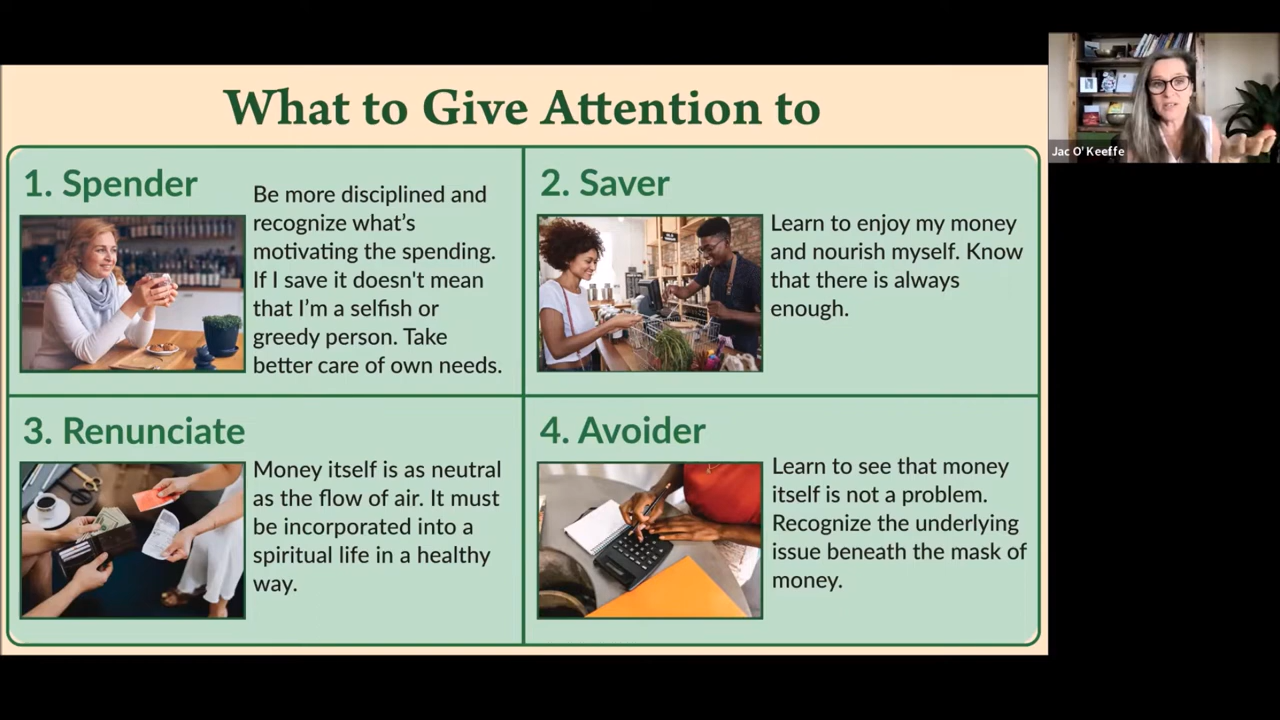 What to Give Attention to
1. Spender
Be more disciplined and
recognize what's
motivating the spending.
If I save it doesn't mean
that I'm a selfish or
greedy person. Take
better care of own needs.
2. Saver
Learn to enjoy my money
and nourish myself. Know
that there is always
enough.
3. Renunciate
Money itself is as neutral
as the flow of air. It must
be incorporated into a
spiritual life in a healthy
way.
4. Avoider
Learn to see that money
itself is not a problem.
Recognize the underlying
issue beneath the mask of
money.
Jac O'Keeffe